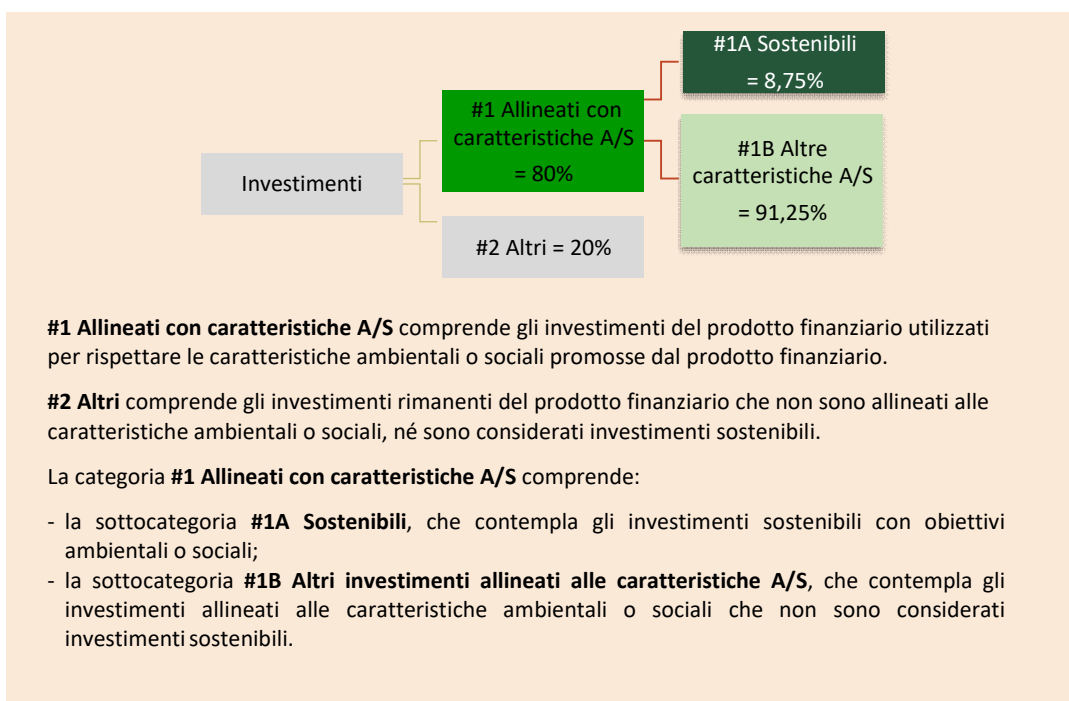 #1A Sostenibili
= 8,75%
#1 Allineati con
caratteristiche A/S
= 80%
#1B Altre
caratteristiche A/S
= 91,25%
Investimenti
#2 Altri = 20%
#1 Allineati con caratteristiche A/S comprende gli investimenti del prodotto finanziario utilizzati
per rispettare le caratteristiche ambientali o sociali promosse dal prodotto finanziario.
#2 Altri comprende gli investimenti rimanenti del prodotto finanziario che non sono allineati alle
caratteristiche ambientali o sociali, né sono considerati investimenti sostenibili.
La categoria #1 Allineati con caratteristiche A/S comprende:
- la sottocategoria #1A Sostenibili, che contempla gli investimenti sostenibili con obiettivi
ambientali o sociali;
- la sottocategoria #1B Altri investimenti allineati alle caratteristiche A/S, che contempla gli
investimenti allineati alle caratteristiche ambientali o sociali che non sono considerati
investimenti sostenibili.